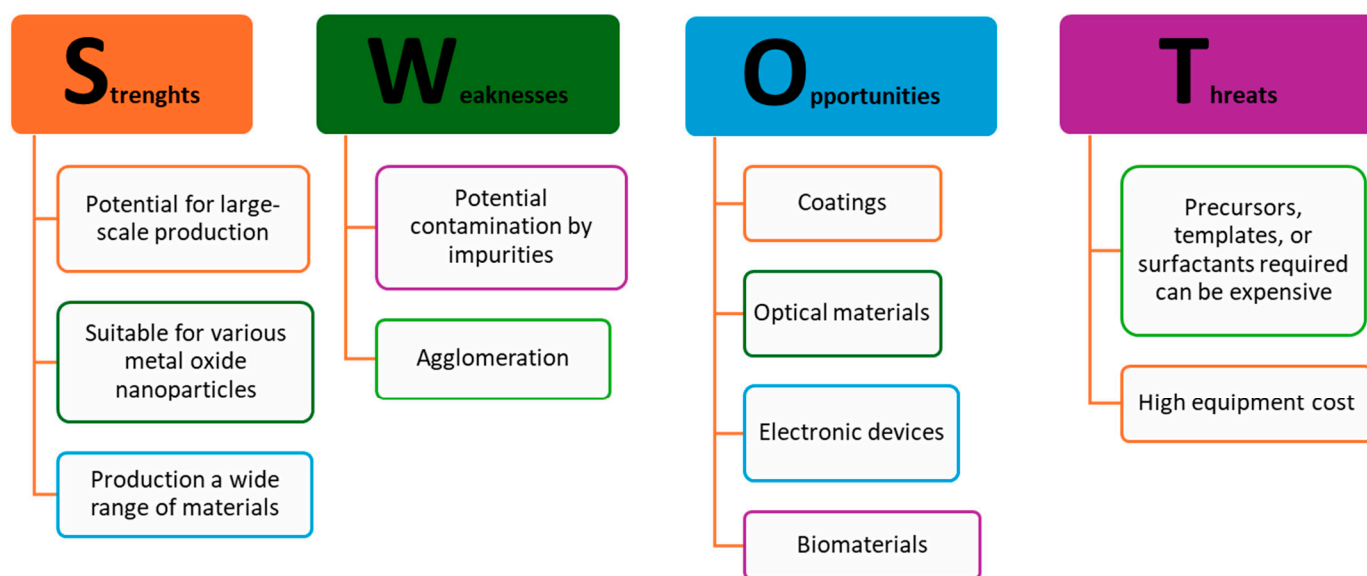 Strenghts
Potential for large-
scale production
Suitable for various
metal oxide
nanoparticles
Production a wide
range of materials
Weaknesses
Potential
contamination by
impurities
Agglomeration
Opportunities
Coatings
Optical materials
Electronic devices
Biomaterials
Threats
Precursors,
templates, or
surfactants required
can be expensive
High equipment cost